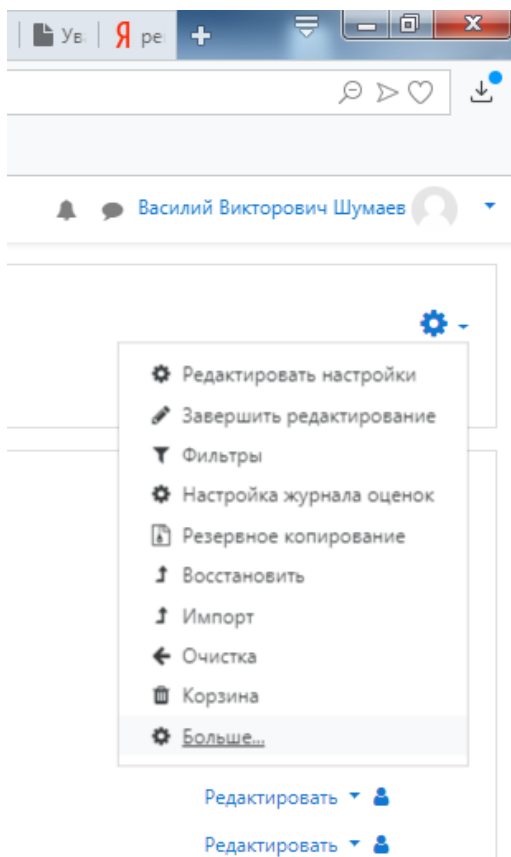 Ув Я ре
Василий Викторович Шумаев
Редактировать настройки
Завершить редактирование
Фильтры
Настройка журнала оценок
Резервное копирование
Восстановить
Импорт
Очистка
Корзина
Больше...
Редактировать
Редактировать